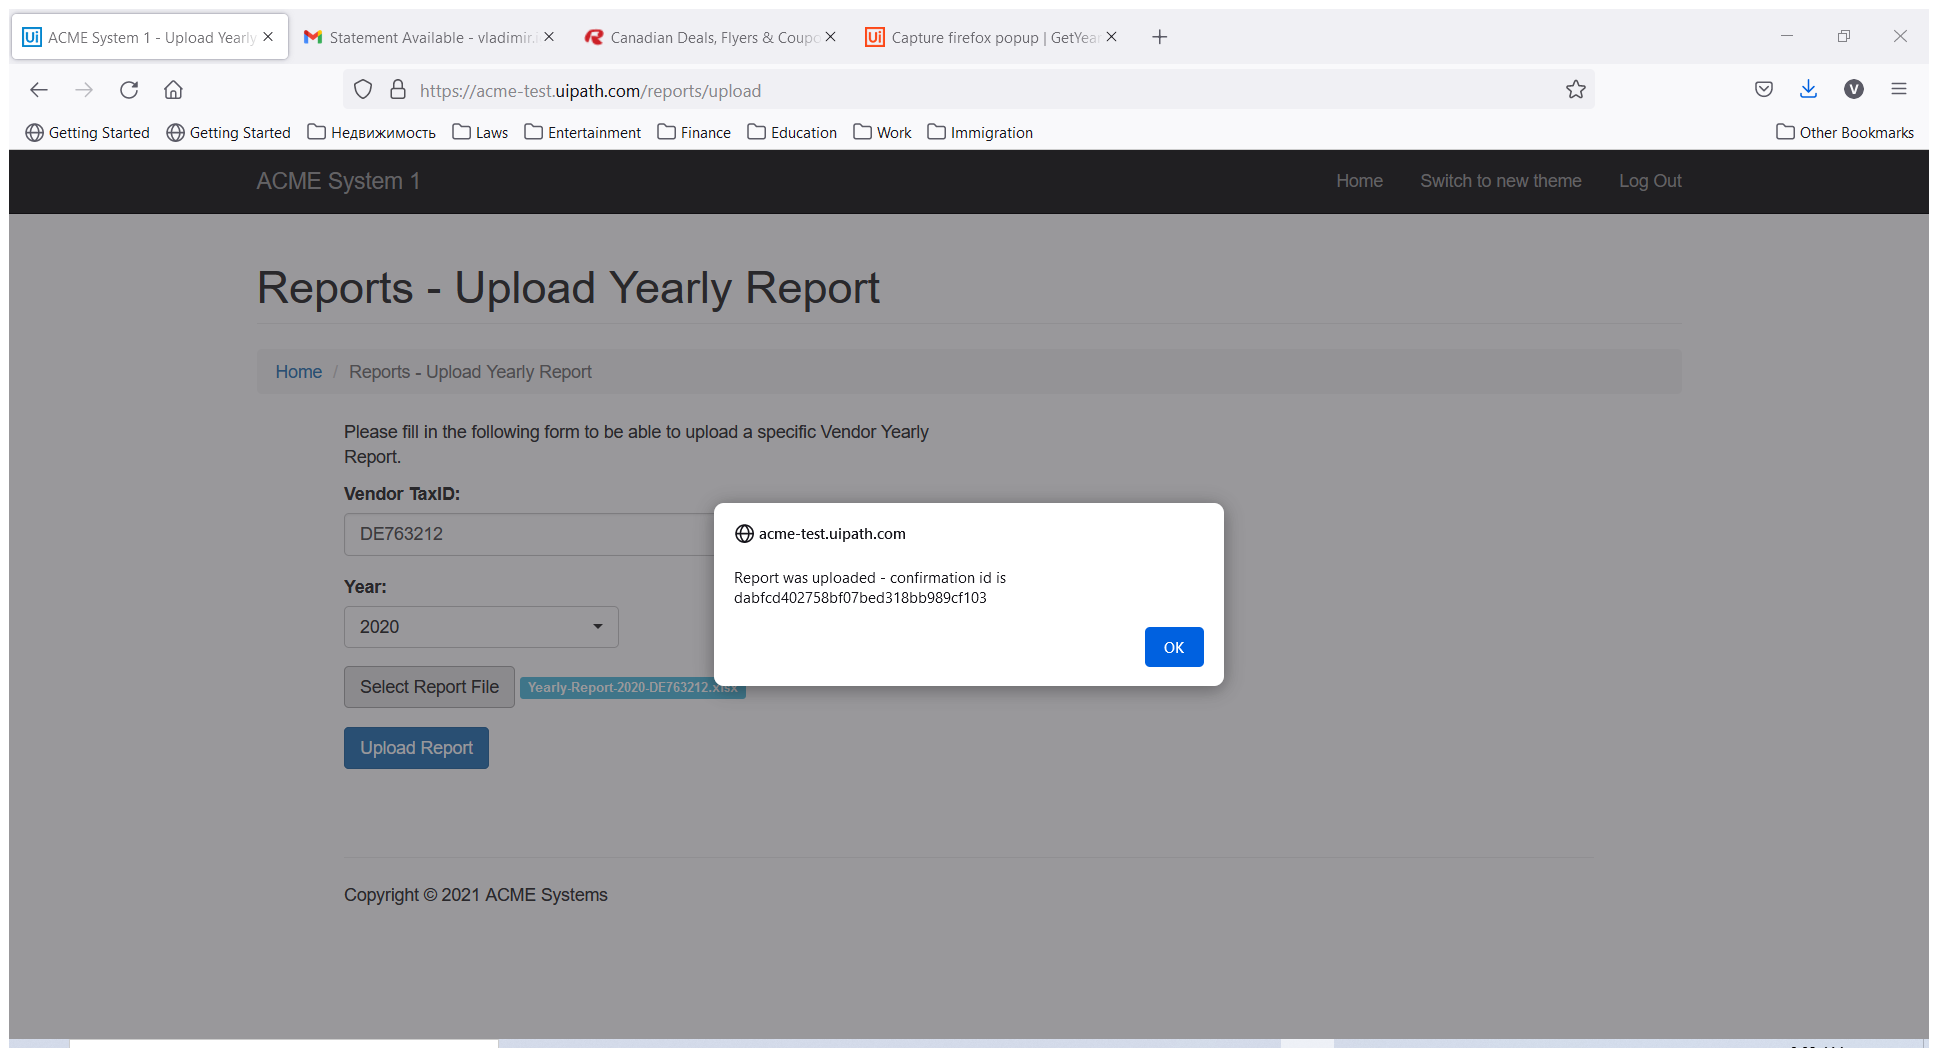 ACME System 1 - Upload Yearly
Statement Available - vladimir.
Canadian Deals, Flyers & Coupo
Capture firefox popup | GetYear
https://acme-test.uipath.com/reports/upload
V
Getting Started Getting Started Недвижимость Laws Entertainment Finance Education Work Immigration Other Bookmarks
ACME System 1 Home Switch to new theme Log Out
Reports - Upload Yearly Report
Home / Reports - Upload Yearly Report
Please fill in the following form to be able to upload a specific Vendor Yearly
Report.
Vendor TaxID:
DE763212
Year:
2020
Select Report File Yearly-Report-2020-DE763212.xlsx
Upload Report
acme-test.uipath.com
Report was uploaded - confirmation id is
dabfcd402758bf07bed318bb989cf103
OK
Copyright © 2021 ACME Systems